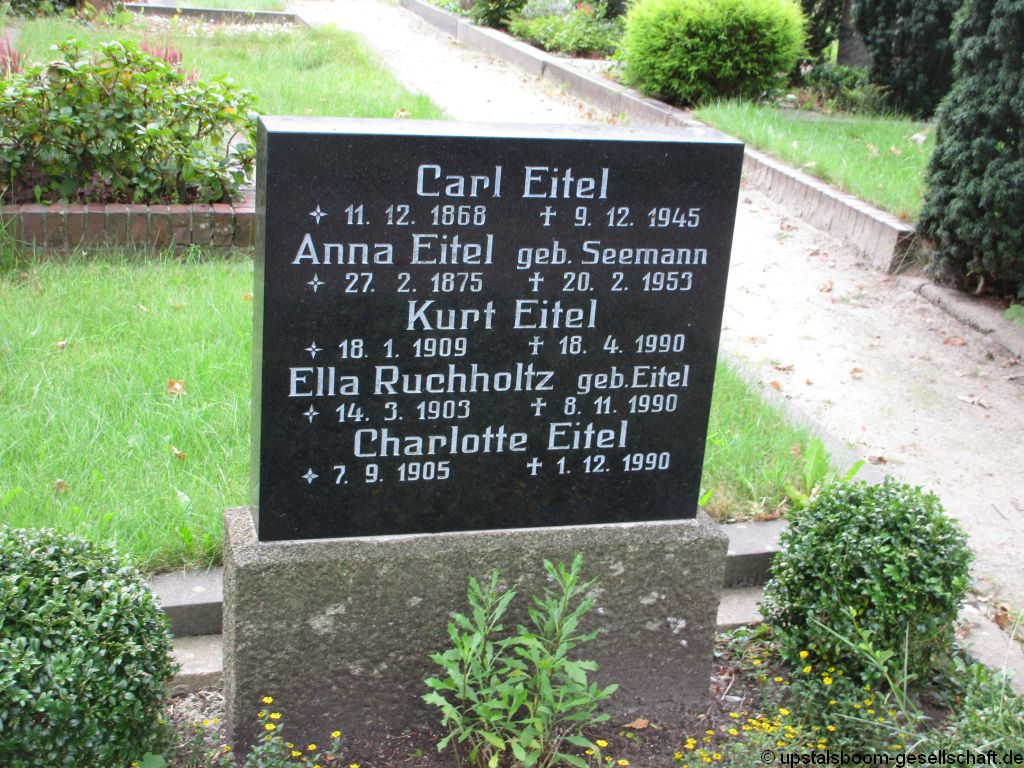 Carl Eitel
✧ 11. 12. 1868 ✝ 9. 12. 1945
Anna Eitel geb. Seemann
✧ 27. 2. 1875 ✝ 20. 2. 1953
Kurt Eitel
✧ 18. 1. 1909 ✝ 18. 4. 1990
Ella Ruchholtz geb. Eitel
✧ 14. 3. 1903 ✝ 8. 11. 1990
Charlotte Eitel
✧ 7. 9. 1905 ✝ 1. 12. 1990
© upstalsboom-gesellschaft.de